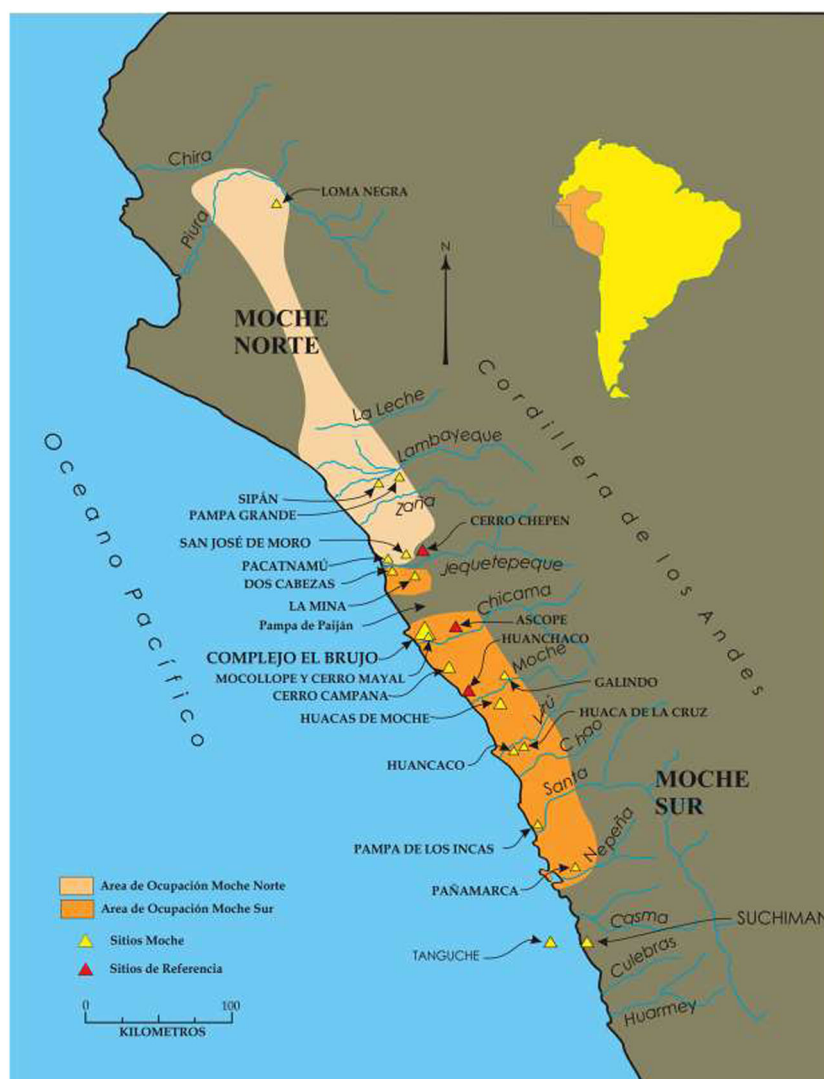 Chira
Piura
LOMA NEGRA
N
MOCHE
NORTE
La Leche
Lambayeque
Zaña
SIPÁN
PAMPA GRANDE
Cordillera de los Andes
Oceano Pacífico
SAN JOSÉ DE MORO
CERRO CHEPEN
PACATNAMÚ
Jequetepeque
DOS CABEZAS
LA MINA
Chicama
Pampa de Paiján
ASCOPE
HUANCHACO
COMPLEJO EL BRUJO
Moche
MOCOLLOPE Y CERRO MAYAL
GALINDO
CERRO CAMPANA
Virú
HUACAS DE MOCHE
HUACA DE LA CRUZ
Chao
HUANCACO
Santa
MOCHE
SUR
PAMPA DE LOS INCAS
Nepeña
PAÑAMARCA
Area de Ocupación Moche Norte
Area de Ocupación Moche Sur
Sitios Moche
Sitios de Referencia
Casma
SUCHIMAN
TANGUCHE
Culebras
Huarmey
0 100
KILOMETROS